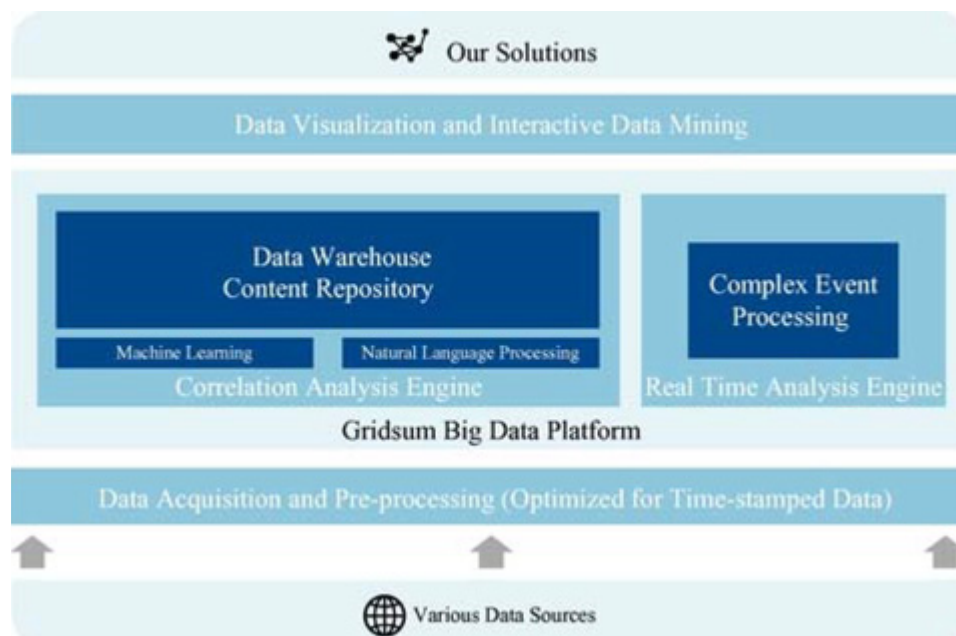 Our Solutions
Data Visualization and Interactive Data Mining
Data Warehouse
Content Repository
Machine Learning
Natural Language Processing
Correlation Analysis Engine
Complex Event
Processing
Real Time Analysis Engine
Gridsum Big Data Platform
Data Acquisition and Pre-processing (Optimized for Time-stamped Data)
Various Data Sources